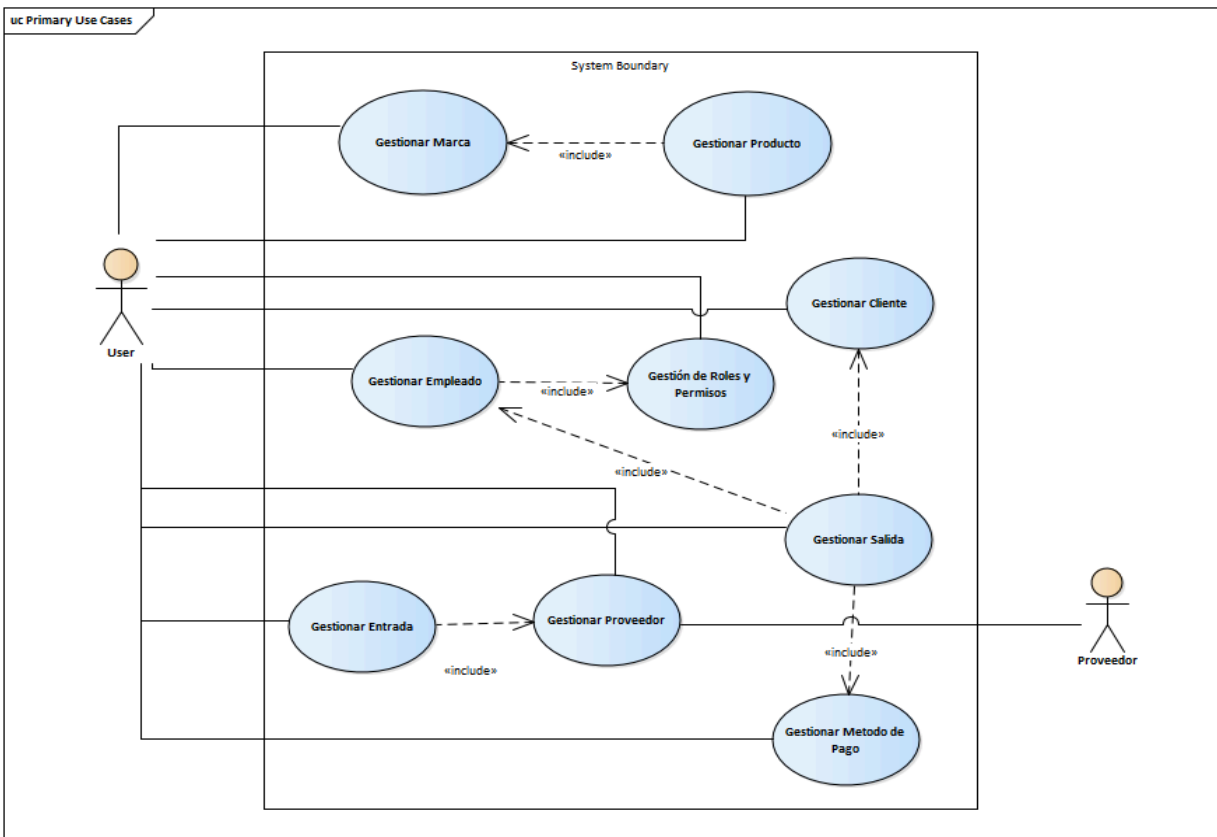 uc Primary Use Cases
System Boundary
Gestionar Marca
«include»
Gestionar Producto
User
Gestionar Cliente
Gestionar Empleado
«include»
Gestión de Roles y
Permisos
«include»
«include»
Gestionar Salida
Gestionar Entrada
«include»
Gestionar Proveedor
«include»
Proveedor
Gestionar Metodo de
Pago